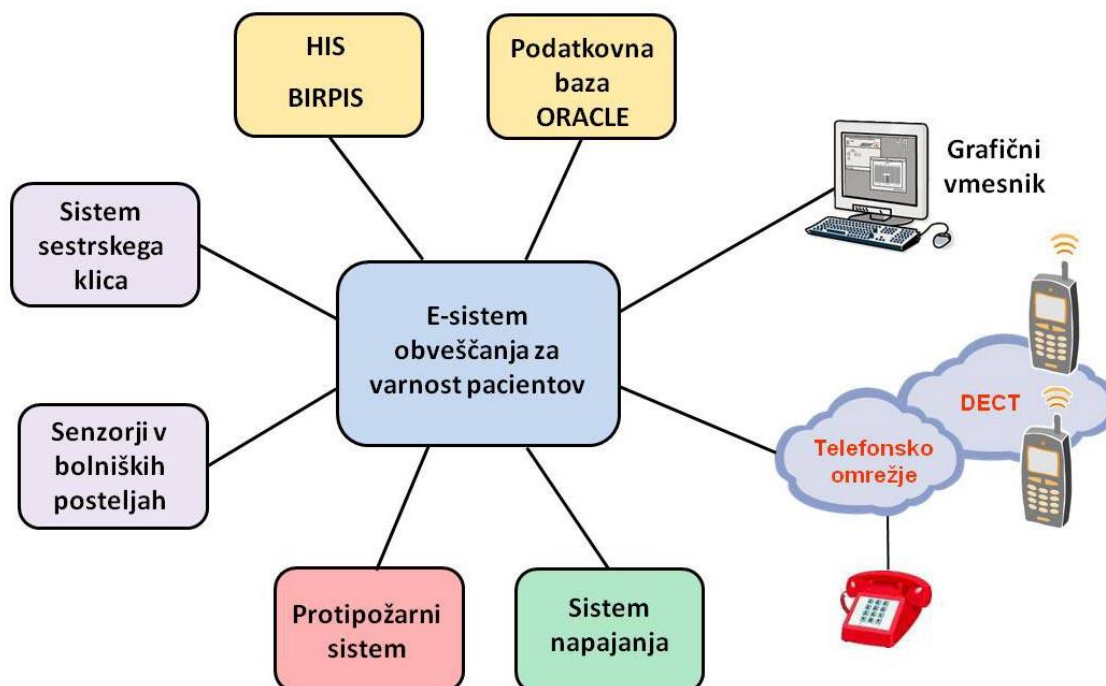 HIS
BIRPIS
Podatkovna
baza
ORACLE
Grafični
vmesnik
Sistem
sestrskega
klica
E-sistem
obveščanja za
varnost pacientov
DECT
Telefonsko
omrežje
Senzorji v
bolniških
posteljah
Protipožarni
sistem
Sistem
napajanja